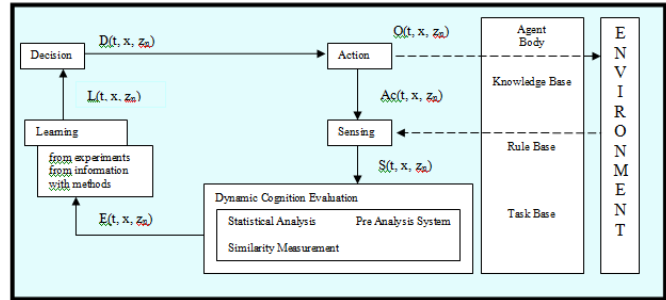 D(t, x, zn)
O(t, x, zn)
Decision
Action
Agent
Body
L(t, x, zn)
Ac(t, x, zn)
Knowledge Base
Learning
Sensing
from experiments
from information
with methods
S(t, x, zn)
Rule Base
Dynamic Cognition Evaluation
Statistical Analysis
Pre Analysis System
Similarity Measurement
E(t, x, zn)
Task Base
E
N
V
I
R
O
N
M
E
N
T